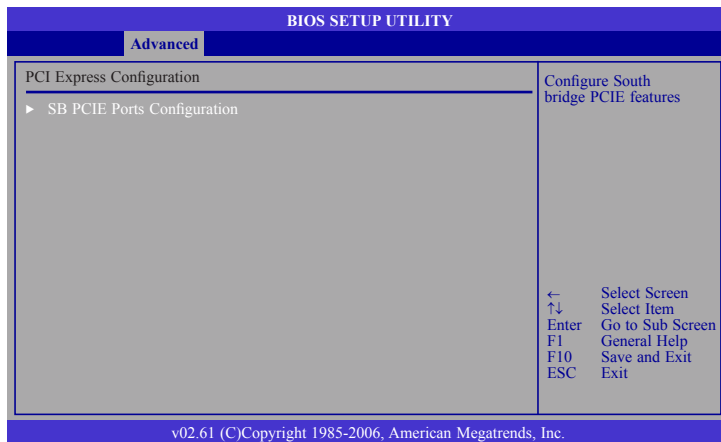 BIOS SETUP UTILITY
Advanced
PCI Express Configuration
► SB PCIE Ports Configuration
Configure South
bridge PCIE features
← Select Screen
↑↓ Select Item
Enter Go to Sub Screen
F1 General Help
F10 Save and Exit
ESC Exit
v02.61 (C)Copyright 1985-2006, American Megatrends, Inc.